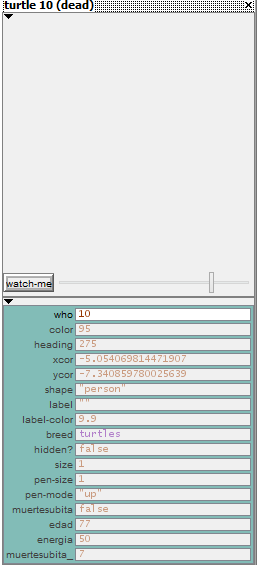 turtle 10 (dead)
watch-me
who 10
color 95
heading 275
xcor -5.054069814471907
ycor -7.340859780025639
shape "person"
label ""
label-color 9.9
breed turtles
hidden? false
size 1
pen-size 1
pen-mode "up"
muertesubita false
edad 77
energia 50
muertesubita_ 7